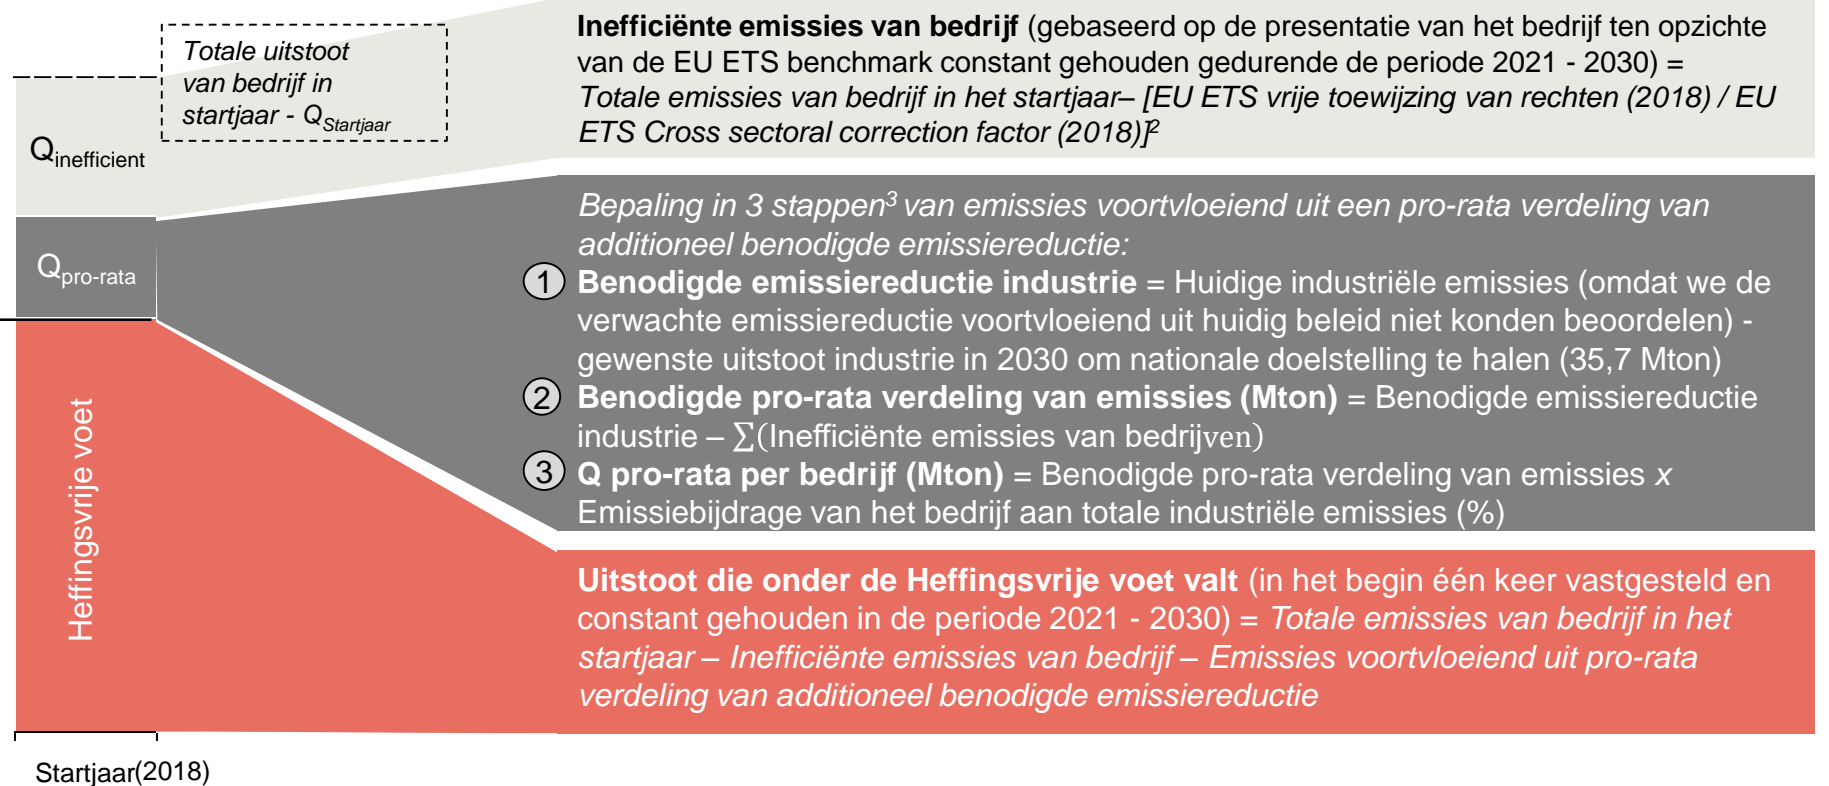 Totale uitstoot
van bedrijf in
startjaar - QStartjaar
Qinefficient
Qpro-rata
Heffingsvrije voet
Startjaar(2018)
Inefficiënte emissies van bedrijf (gebaseerd op de presentatie van het bedrijf ten opzichte
van de EU ETS benchmark constant gehouden gedurende de periode 2021 - 2030) =
Totale emissies van bedrijf in het startjaar– [EU ETS vrije toewijzing van rechten (2018) / EU
ETS Cross sectoral correction factor (2018)]2
Bepaling in 3 stappen3 van emissies voortvloeiend uit een pro-rata verdeling van
additioneel benodigde emissiereductie:
1 Benodigde emissiereductie industrie = Huidige industriële emissies (omdat we de
verwachte emissiereductie voortvloeiend uit huidig beleid niet konden beoordelen) -
gewenste uitstoot industrie in 2030 om nationale doelstelling te halen (35,7 Mton)
2 Benodigde pro-rata verdeling van emissies (Mton) = Benodigde emissiereductie
industrie – ∑(Inefficiënte emissies van bedrijven)
3 Q pro-rata per bedrijf (Mton) = Benodigde pro-rata verdeling van emissies x
Emissiebijdrage van het bedrijf aan totale industriële emissies (%)
Uitstoot die onder de Heffingsvrije voet valt (in het begin één keer vastgesteld en
constant gehouden in de periode 2021 - 2030) = Totale emissies van bedrijf in het
startjaar – Inefficiënte emissies van bedrijf – Emissies voortvloeiend uit pro-rata
verdeling van additioneel benodigde emissiereductie